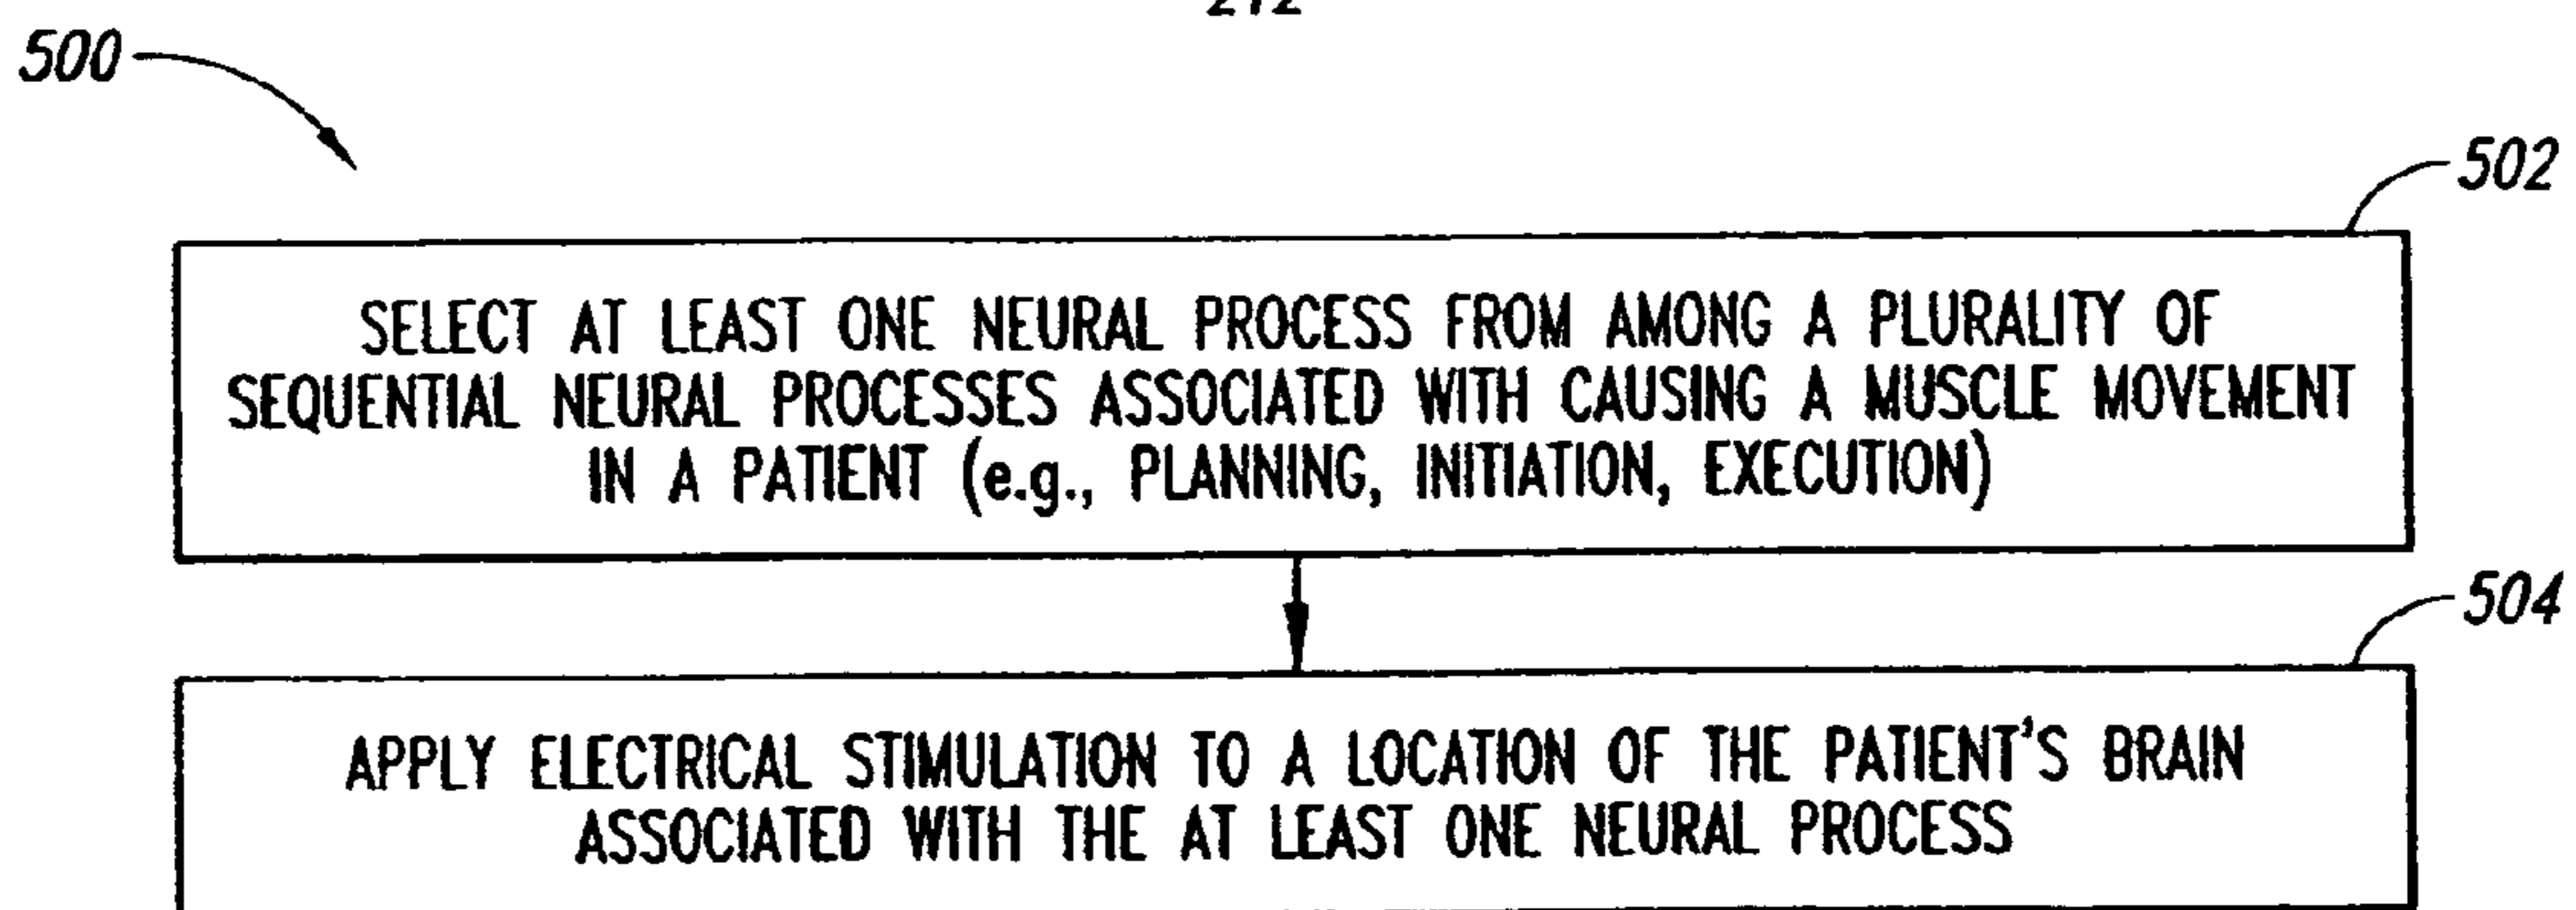 500
502
SELECT AT LEAST ONE NEURAL PROCESS FROM AMONG A PLURALITY OF
SEQUENTIAL NEURAL PROCESSES ASSOCIATED WITH CAUSING A MUSCLE MOVEMENT
IN A PATIENT (e.g., PLANNING, INITIATION, EXECUTION)
504
APPLY ELECTRICAL STIMULATION TO A LOCATION OF THE PATIENT'S BRAIN
ASSOCIATED WITH THE AT LEAST ONE NEURAL PROCESS